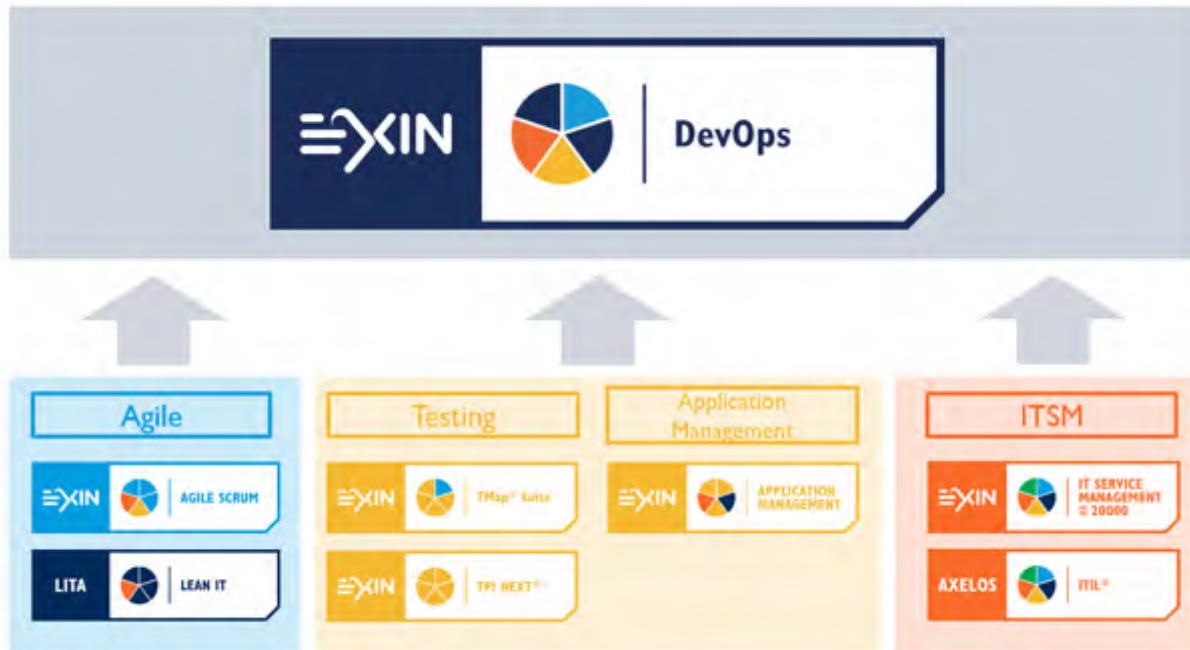 EXIN
DevOps
Agile
Testing
Application
Management
ITSM
EXIN
AGILE SCRUM
EXIN
TMap® Suite
EXIN
APPLICATION
MANAGEMENT
EXIN
IT SERVICE
MANAGEMENT
© 20000
LITA
LEAN IT
EXIN
TPI NEXT®
AXELOS
ITIL®